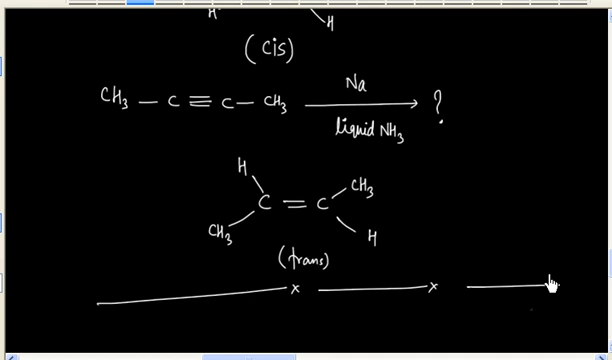 H H
(Cis)
CH3 — C ≡ C — CH3 Na liquid NH3 ?
H CH3
C = C
CH3 H
(trans)
x x